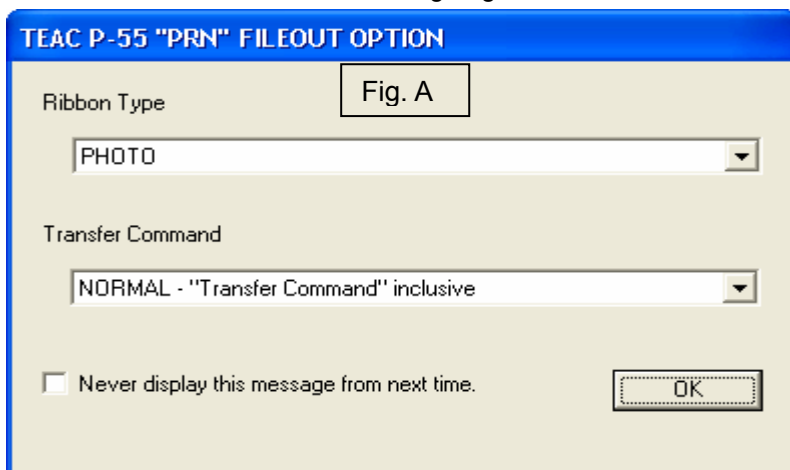 TEAC P-55 "PRN" FILEOUT OPTION
Fig. A
Ribbon Type
PHOTO
Transfer Command
NORMAL - "Transfer Command" inclusive
Never display this message from next time.
OK